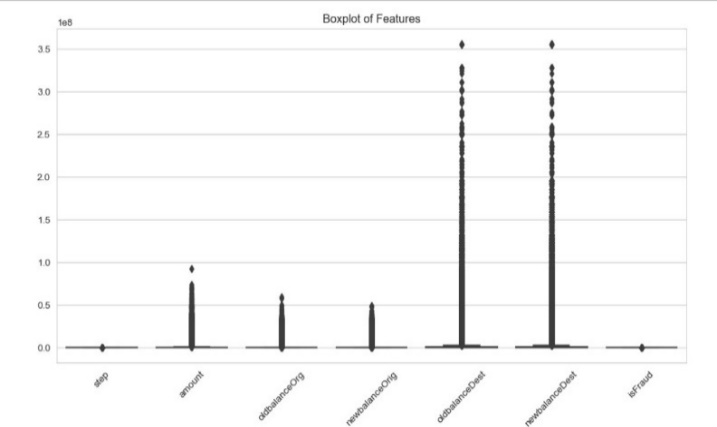 Boxplot of Features
1e8
3.5
3.0
2.5
2.0
1.5
1.0
0.5
0.0
step
amount
oldbalanceOrg
newbalanceOrig
oldbalanceDest
newbalanceDest
isFraud